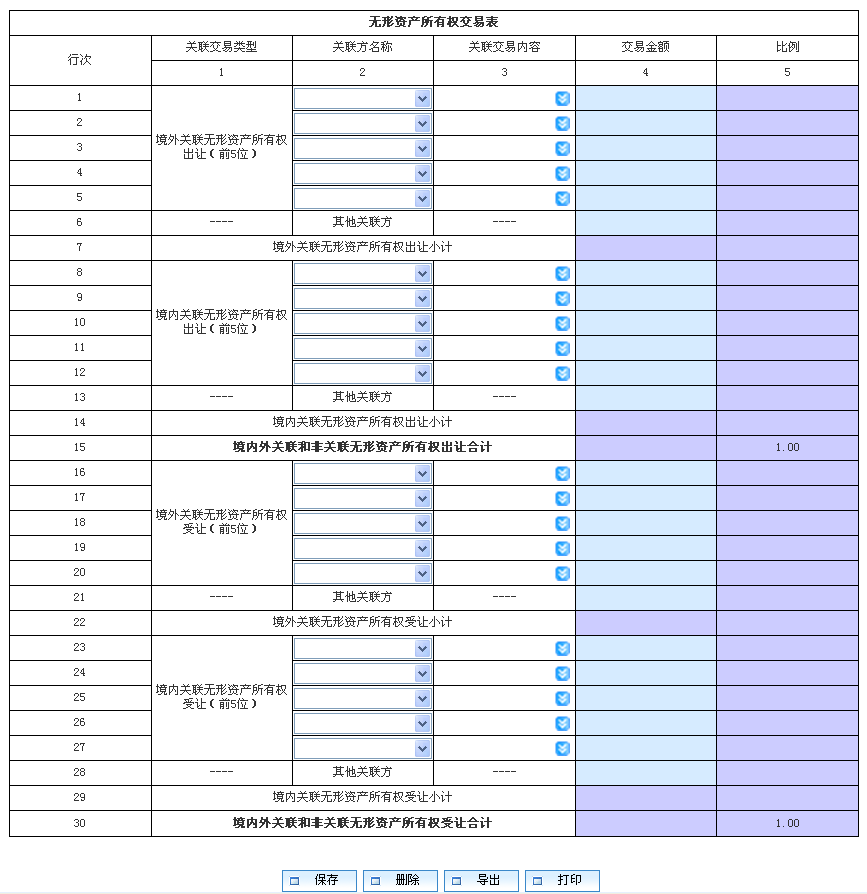 无形资产所有权交易表
行次 关联交易类型 关联方名称 关联交易内容 交易金额 比例
1 2 3 4 5
1
2
3
4
5
境外关联无形资产所有权
出让（前5位）
6 ---- 其他关联方 ----
7 境外关联无形资产所有权出让小计
8
9
10
11
12
境内关联无形资产所有权
出让（前5位）
13 ---- 其他关联方 ----
14 境内关联无形资产所有权出让小计
15 境内外关联和非关联无形资产所有权出让合计 1.00
16
17
18
19
20
境外关联无形资产所有权
受让（前5位）
21 ---- 其他关联方 ----
22 境外关联无形资产所有权受让小计
23
24
25
26
27
境内关联无形资产所有权
受让（前5位）
28 ---- 其他关联方 ----
29 境内关联无形资产所有权受让小计
30 境内外关联和非关联无形资产所有权受让合计 1.00
保存 删除 导出 打印